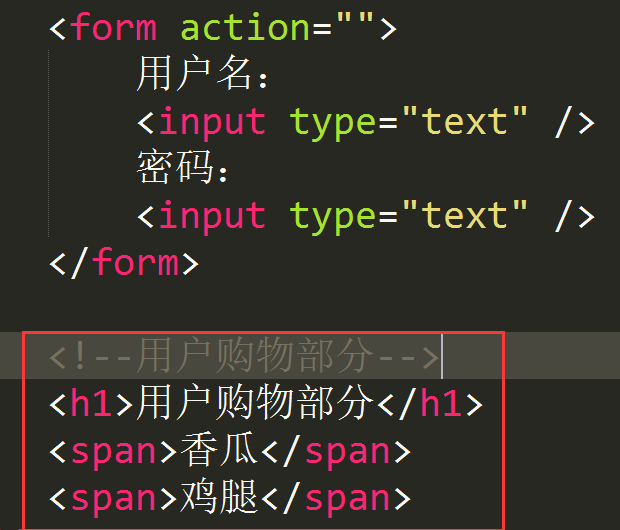 <form action="">
用户名：
<input type="text" />
密码：
<input type="text" />
</form>
<!--用户购物部分-->
<h1>用户购物部分</h1>
<span>香瓜</span>
<span>鸡腿</span>